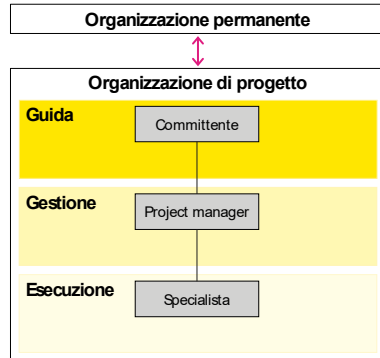 Organizzazione permanente
Organizzazione di progetto
Guida
Committente
Gestione
Project manager
Esecuzione
Specialista